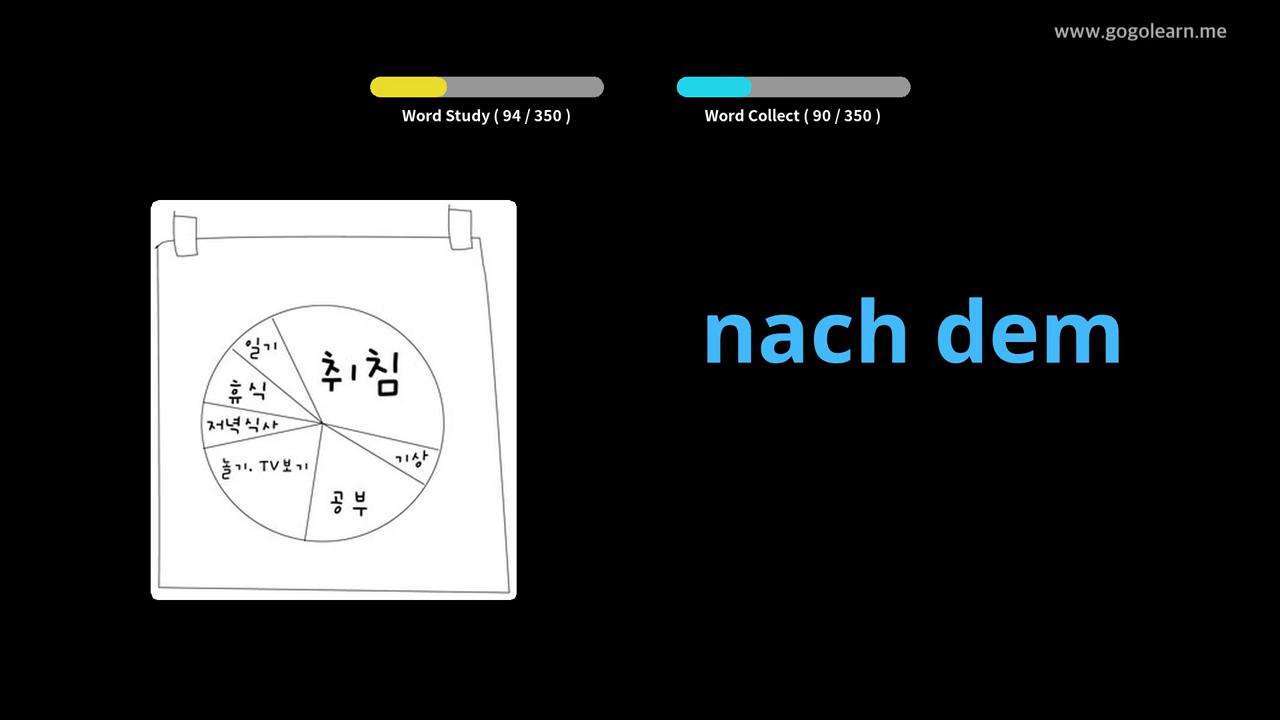 www.gogolearn.me
Word Study ( 94 / 350 )
Word Collect ( 90 / 350 )
일기
취침
휴식
저녁식사
놀기. TV보기
기상
공부
nach dem